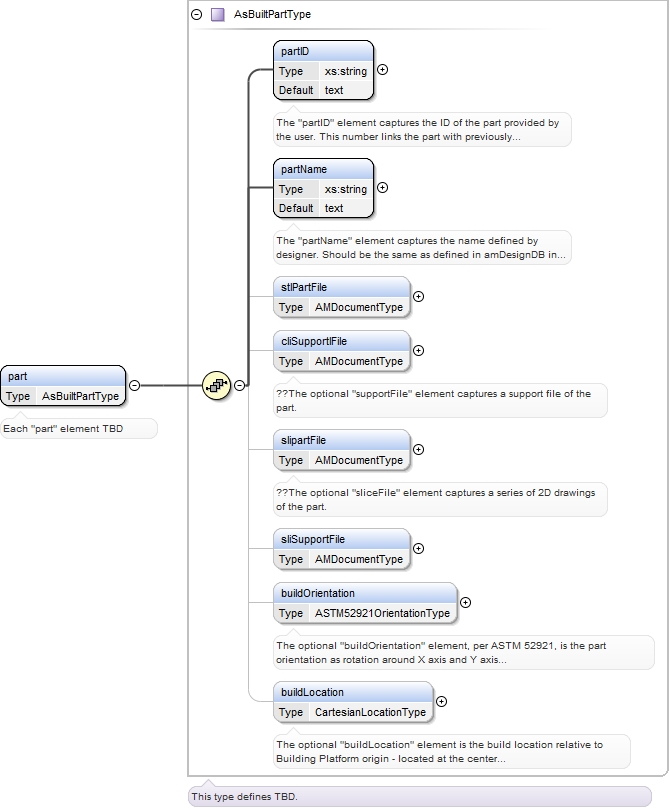 AsBuiltPartType
partID
Type xs:string
Default text
The "partID" element captures the ID of the part provided by
the user. This number links the part with previously...
partName
Type xs:string
Default text
The "partName" element captures the name defined by
designer. Should be the same as defined in amDesignDB in...
stlPartFile
Type AMDocumentType
cliSupportlFile
Type AMDocumentType
??The optional "supportFile" element captures a support file of the
part.
part
Type AsBuiltPartType
Each "part" element TBD
slipartFile
Type AMDocumentType
??The optional "sliceFile" element captures a series of 2D drawings
of the part.
sliSupportFile
Type AMDocumentType
buildOrientation
Type ASTM52921OrientationType
The optional "buildOrientation" element, per ASTM 52921, is the part
orientation as rotation around X axis and Y axis...
buildLocation
Type CartesianLocationType
The optional "buildLocation" element is the build location relative to
Building Platform origin - located at the center...
This type defines TBD.